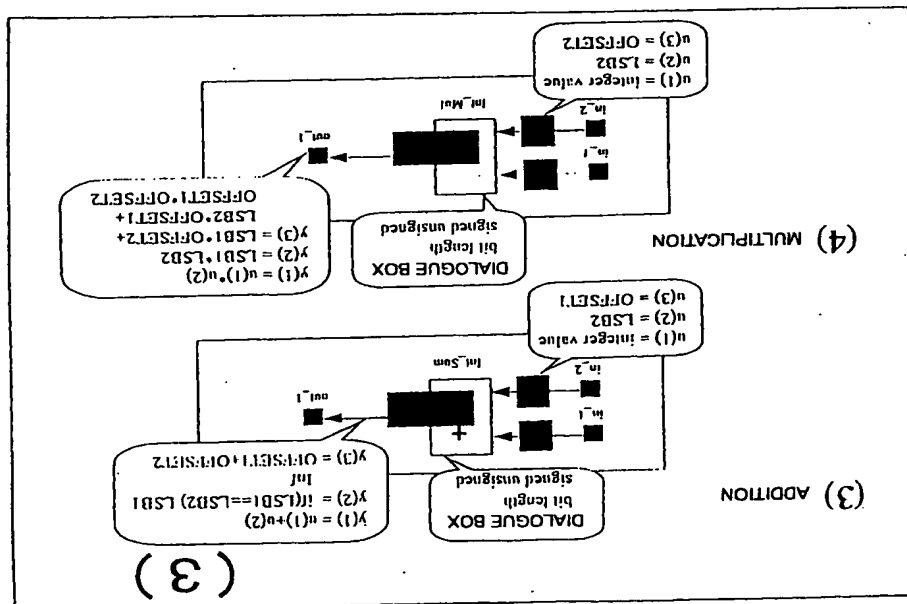 (3)
(3) ADDITION
DIALOGUE BOX
bit length
signed unsigned
y(1) = u(1)+u(2)
y(2) = if(LSB1==LSB2) LSB1
Inf
y(3) = OFFSET1+OFFSET2
in_1
in_2
+
Int_Sum
out_1
u(1) = integer value
u(2) = LSB2
u(3) = OFFSET1
(4) MULTIPLICATION
DIALOGUE BOX
bit length
signed unsigned
y(1) = u(1)*u(2)
y(2) = LSB1*LSB2
y(3) = LSB1*OFFSET2+
LSB2*OFFSET1+
OFFSET1*OFFSET2
in_1
in_2
Int_Mul
out_1
u(1) = integer value
u(2) = LSB2
u(3) = OFFSET2